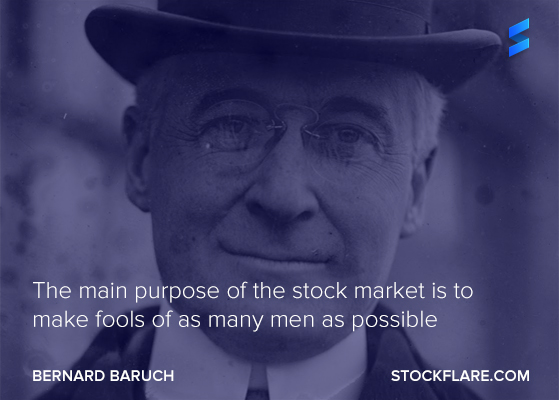 The main purpose of the stock market is to
make fools of as many men as possible
BERNARD BARUCH
STOCKFLARE.COM